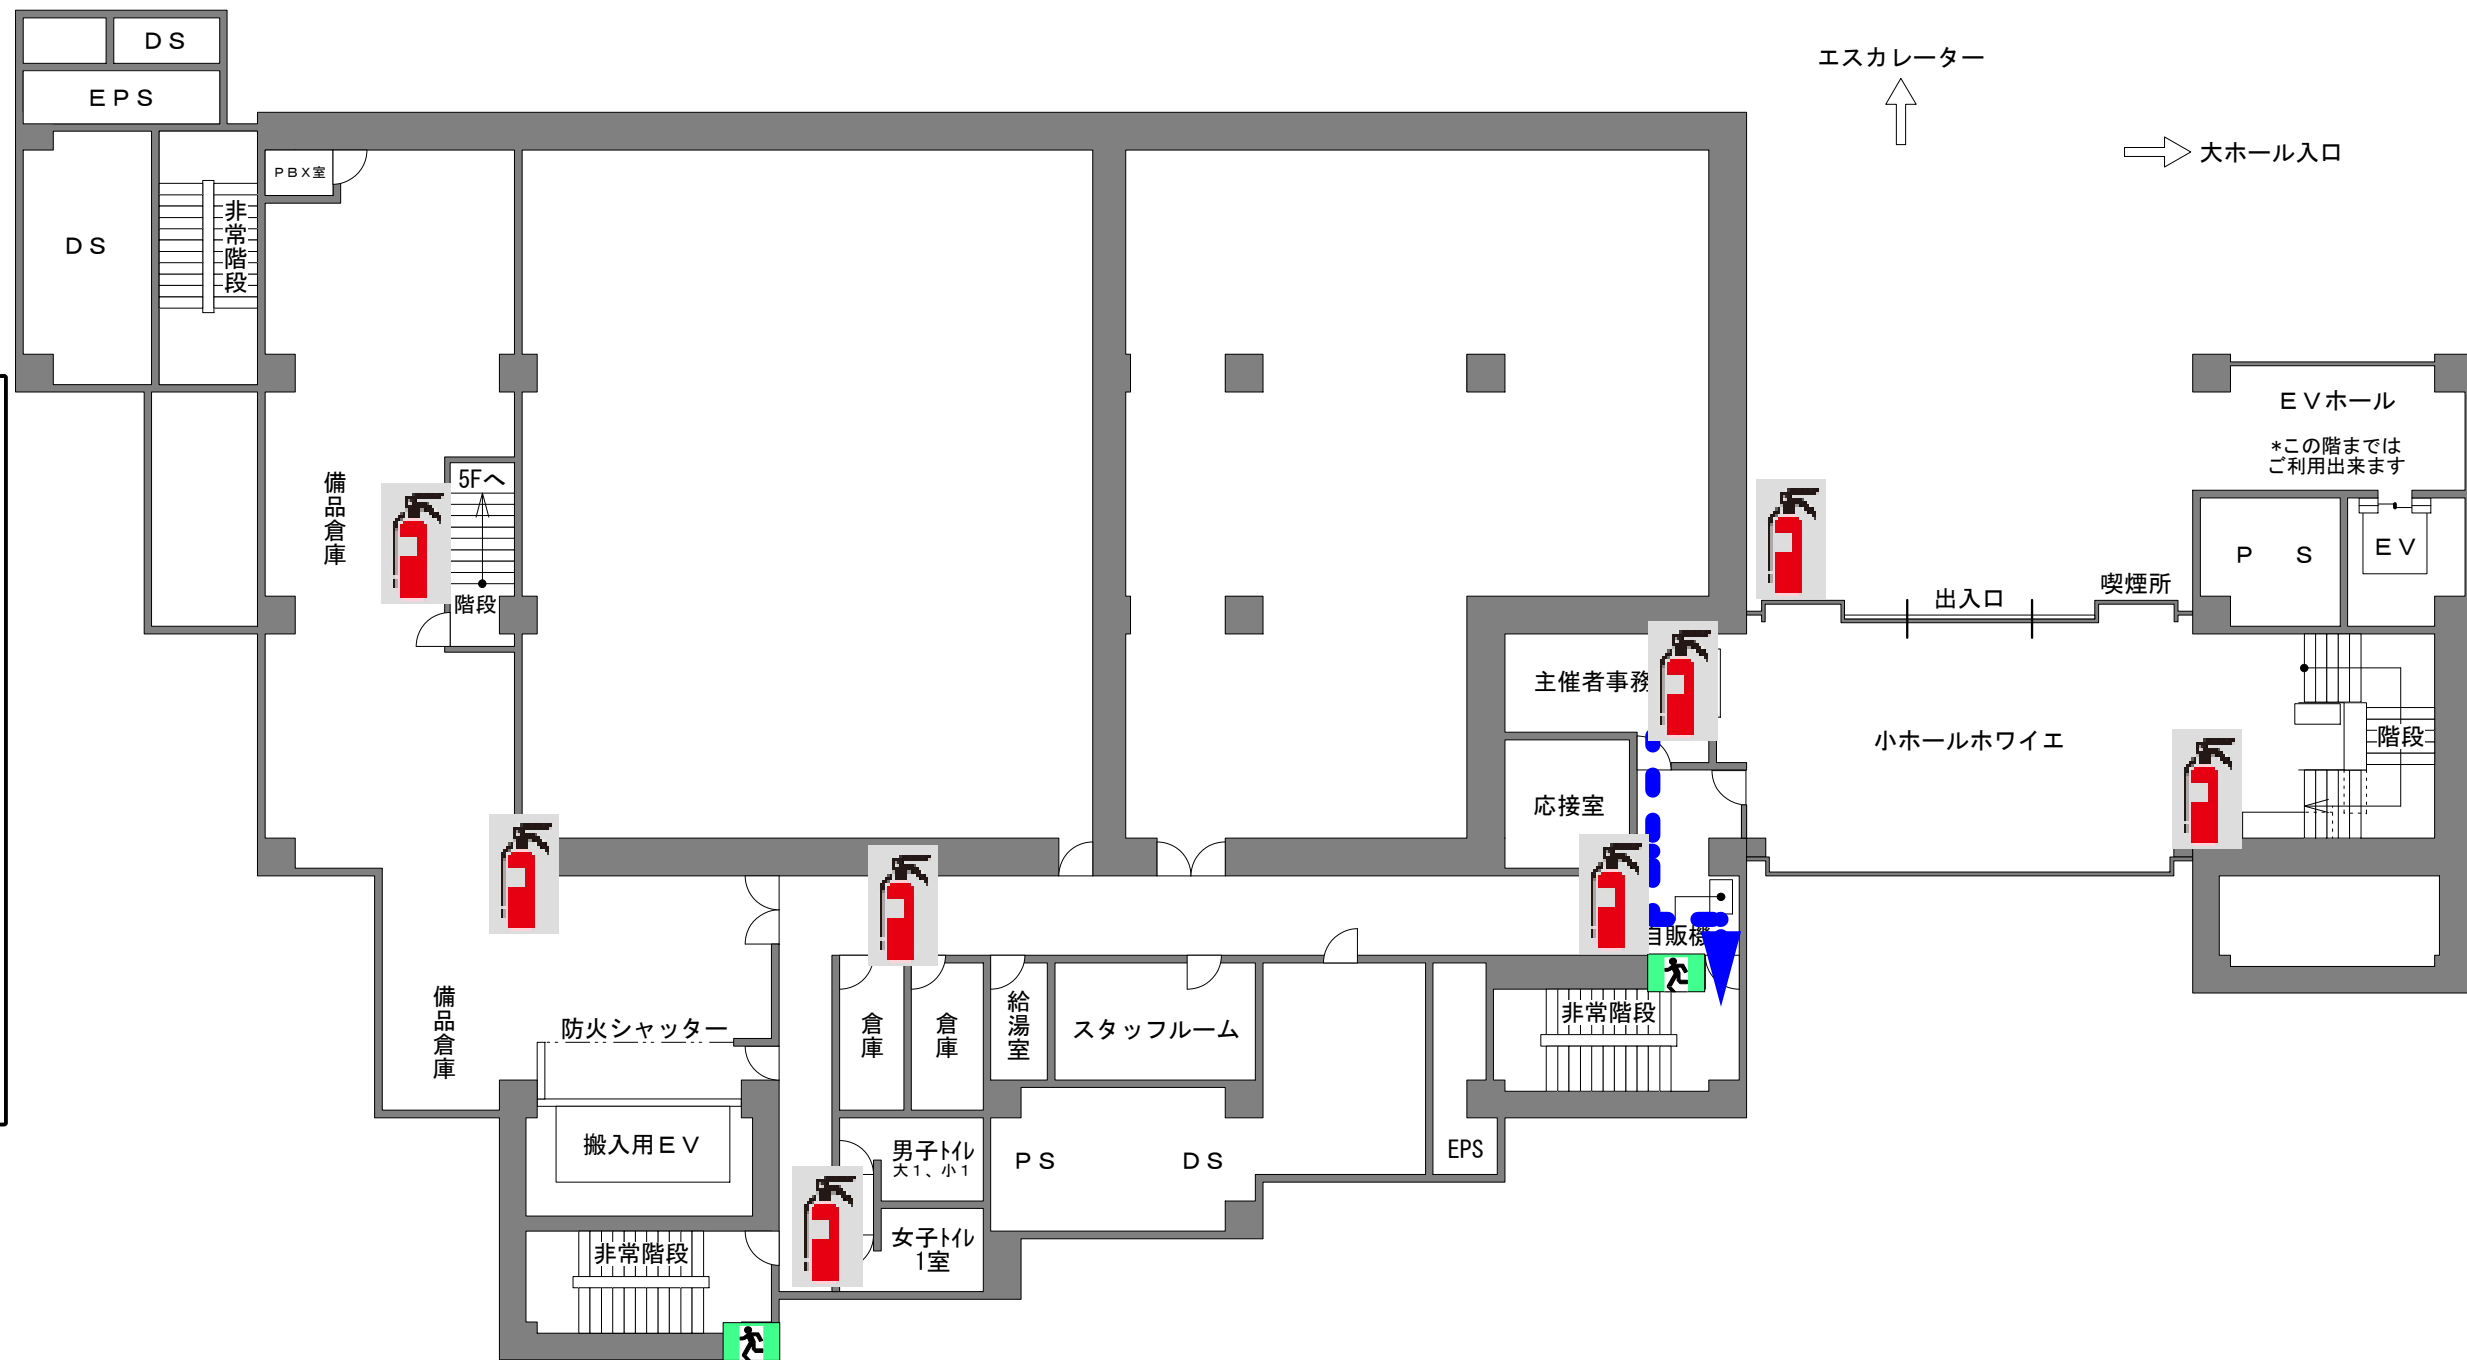 DS
エスカレーター
EPS
大ホール入口
PBX室
非常階段
DS
EVホール
*この階までは
ご利用出来ます
5Fへ
備品倉庫
P S
EV
喫煙所
出入口
階段
主催者事務
小ホールホワイエ
階段
応接室
自販機
備品倉庫
防火シャッター
倉庫
倉庫
給湯室
スタッフルーム
非常階段
搬入用EV
男子トイレ
大1、小1
PS
DS
EPS
女子トイレ
1室
非常階段